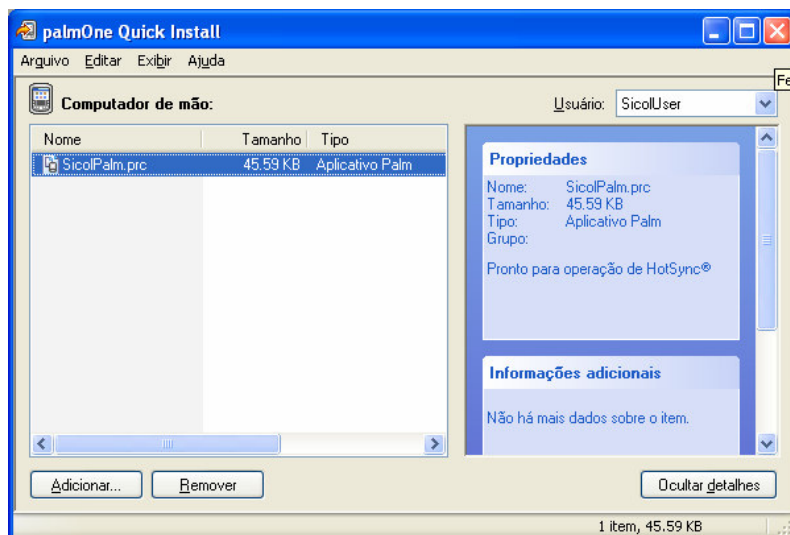 palmOne Quick Install
Arquivo Editar Exibir Ajuda
Fe
Computador de mão:
Usuário: SicolUser
Nome Tamanho Tipo
SicolPalm.prc 45.59 KB Aplicativo Palm
Propriedades
Nome: SicolPalm.prc
Tamanho: 45.59 KB
Tipo: Aplicativo Palm
Grupo:
Pronto para operação de HotSync®
Informações adicionais
Não há mais dados sobre o item.
Adicionar... Remover Ocultar detalhes
1 item, 45.59 KB